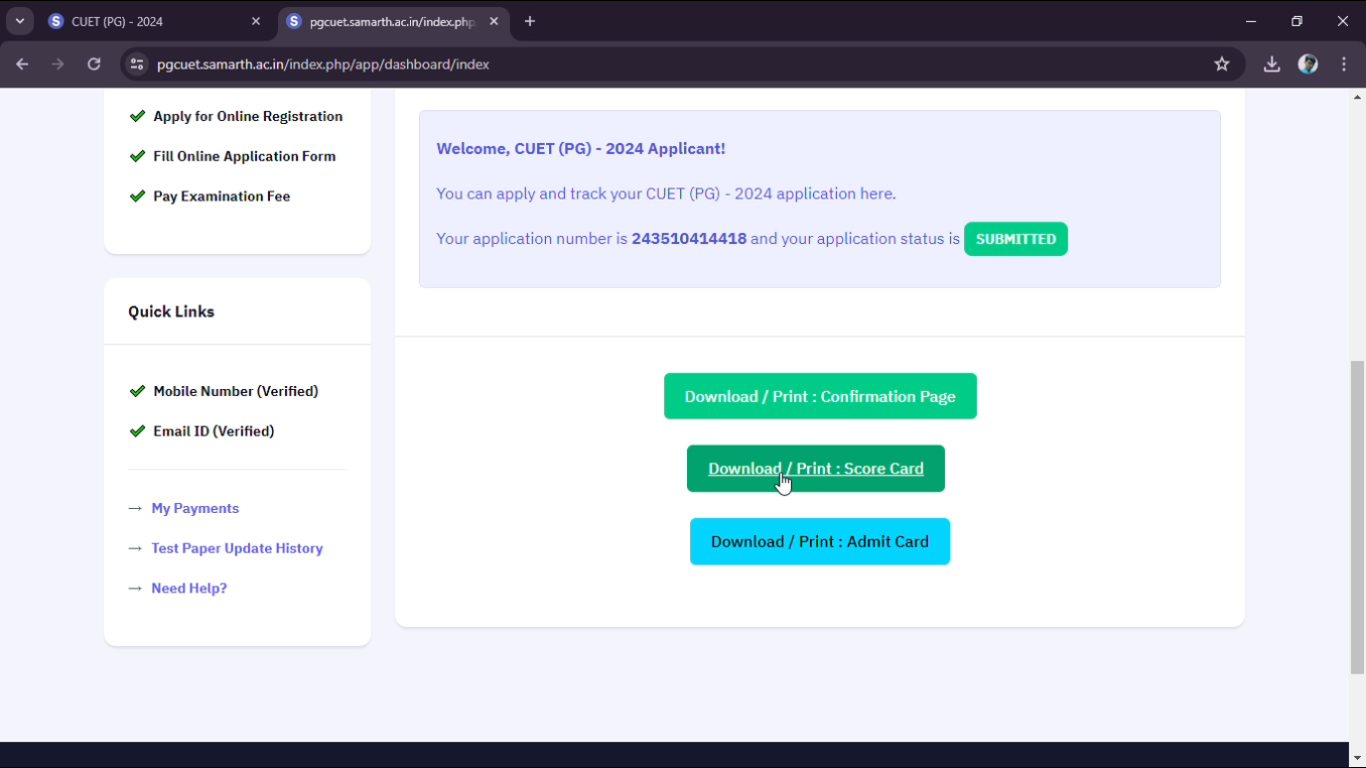 CUET (PG) - 2024
pgcuet.samarth.ac.in/index.php
pgcuet.samarth.ac.in/index.php/app/dashboard/index
Apply for Online Registration
Fill Online Application Form
Pay Examination Fee
Quick Links
Mobile Number (Verified)
Email ID (Verified)
→ My Payments
→ Test Paper Update History
→ Need Help?
Welcome, CUET (PG) - 2024 Applicant!
You can apply and track your CUET (PG) - 2024 application here.
Your application number is 243510414418 and your application status is SUBMITTED
Download / Print : Confirmation Page
Download / Print : Score Card
Download / Print : Admit Card